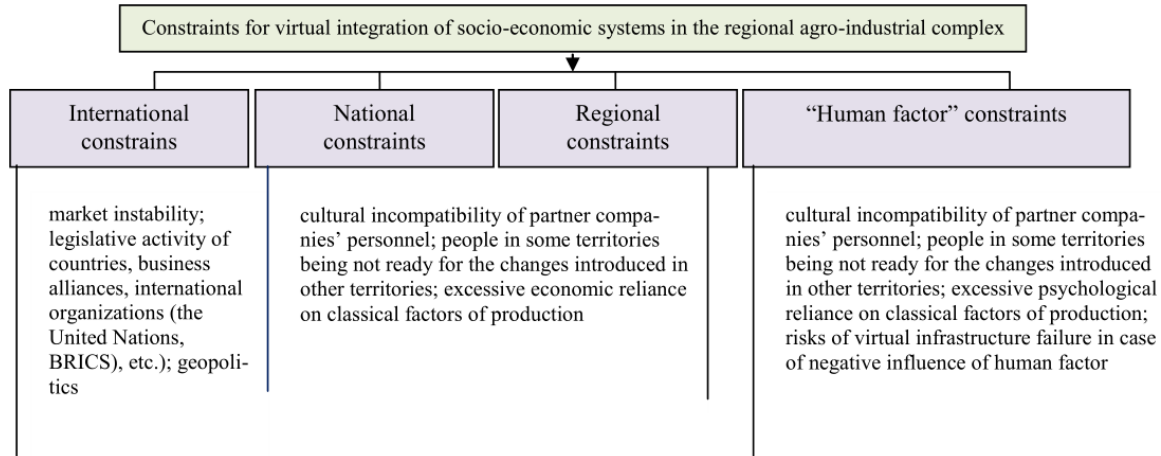 Constraints for virtual integration of socio-economic systems in the regional agro-industrial complex
International
constrains
National
constraints
Regional
constraints
“Human factor” constraints
market instability;
legislative activity of
countries, business
alliances, international
organizations (the
United Nations,
BRICS), etc.); geopoli-
tics
cultural incompatibility of partner compa-
nies’ personnel; people in some territories
being not ready for the changes introduced in
other territories; excessive economic reliance
on classical factors of production
cultural incompatibility of partner compa-
nies’ personnel; people in some territories
being not ready for the changes introduced
in other territories; excessive psychological
reliance on classical factors of production;
risks of virtual infrastructure failure in case
of negative influence of human factor